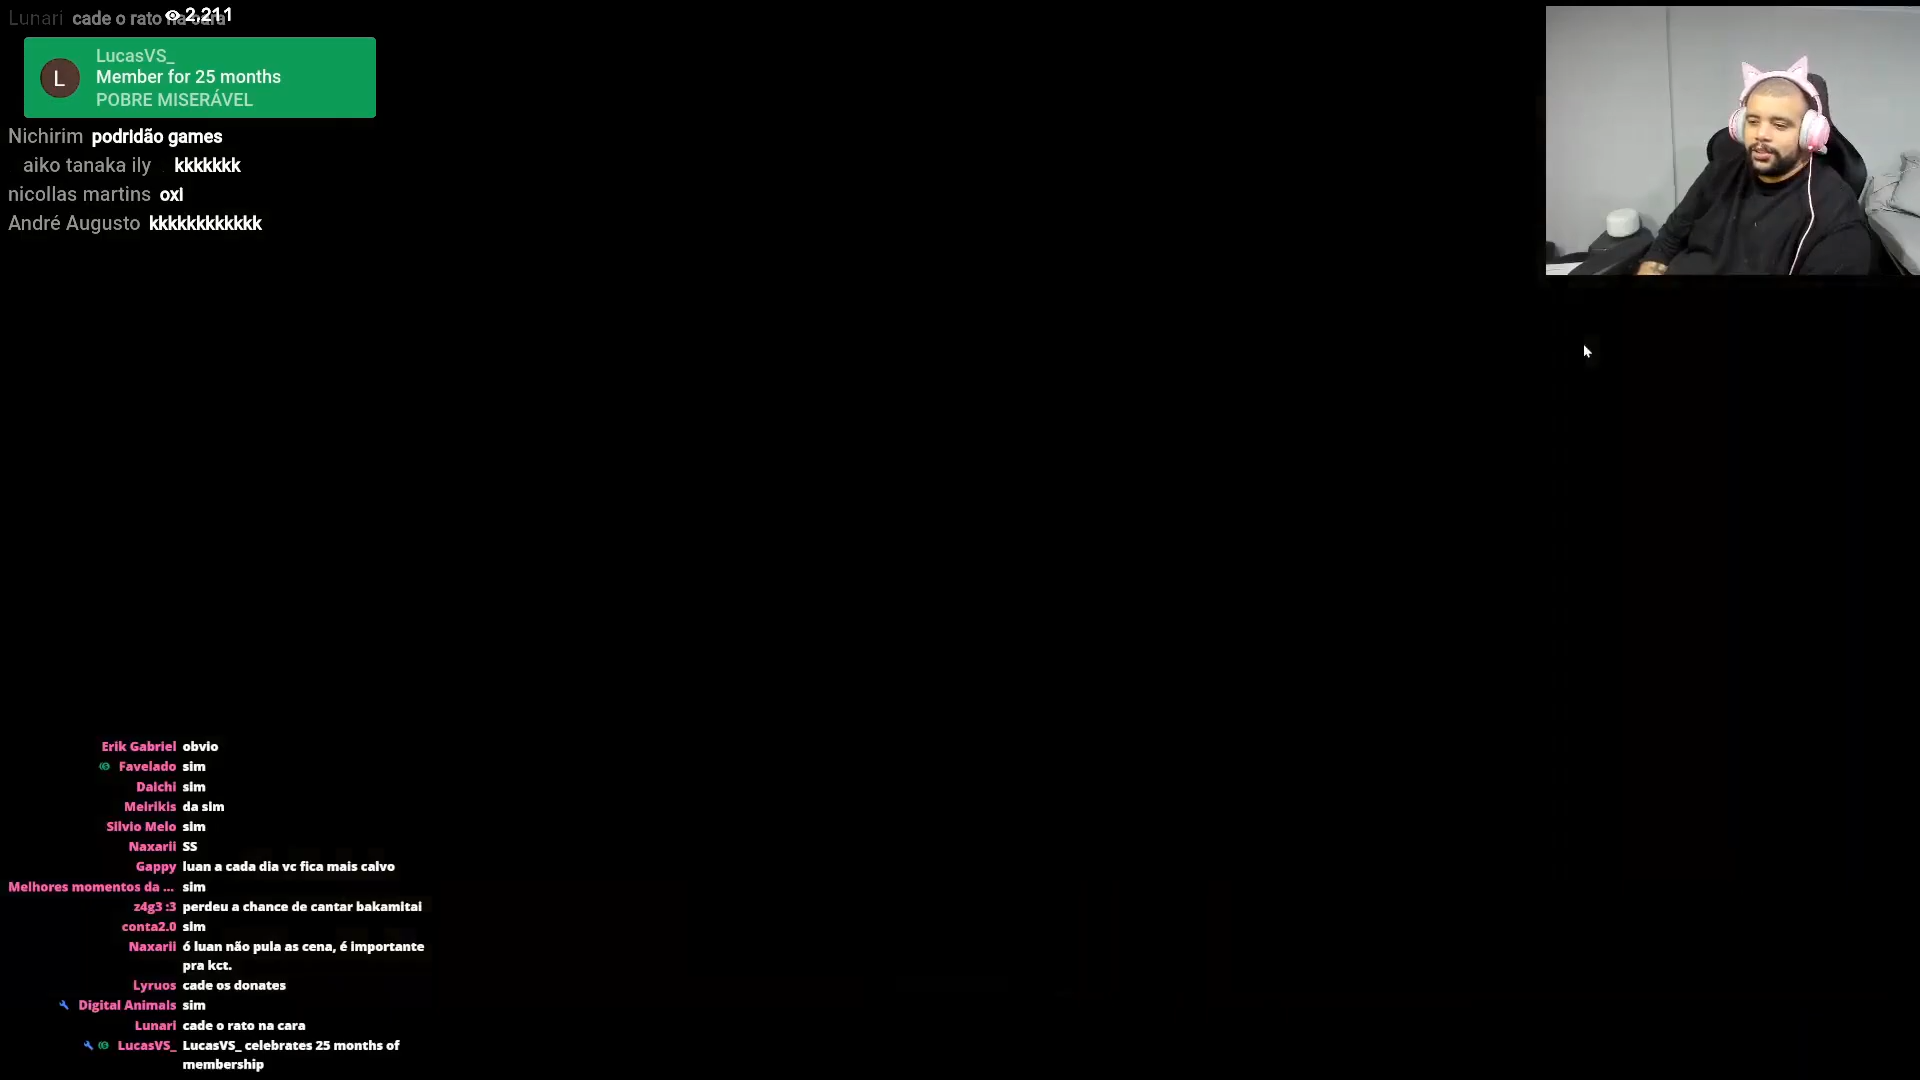 Lunari cade o rato na cara
2,211
LucasVS_
L
Member for 25 months
POBRE MISERÁVEL
Nichirim podridão games
aiko tanaka ily kkkkkkk
nicollas martins oxi
André Augusto kkkkkkkkkkkk
Erik Gabriel obvio
Favelado sim
Daichi sim
Meirikis da sim
Silvio Melo sim
Naxarii SS
Gappy luan a cada dia vc fica mais calvo
Melhores momentos da ... sim
z4g3 :3 perdeu a chance de cantar bakamitai
conta2.0 sim
Naxarii ó luan não pula as cena, é importante
pra kct.
Lyruos cade os donates
Digital Animals sim
Lunari cade o rato na cara
LucasVS_ LucasVS_ celebrates 25 months of
membership